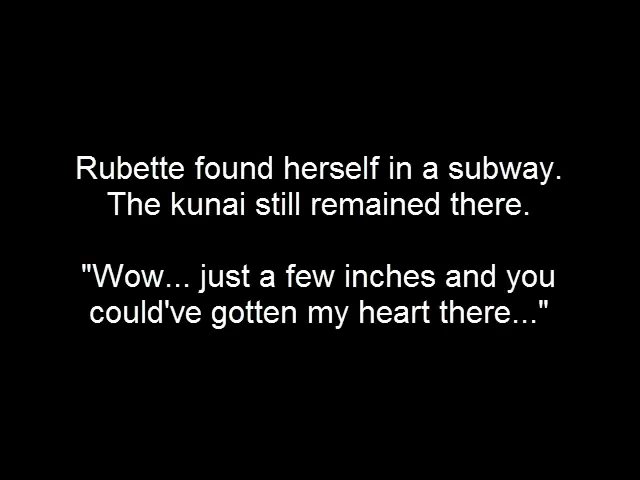 Rubette found herself in a subway.
The kunai still remained there.
"Wow... just a few inches and you
could've gotten my heart there..."